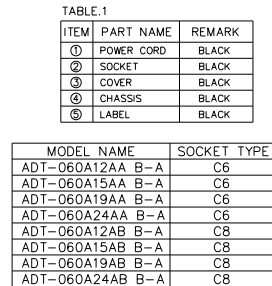 TABLE.1
ITEM PART NAME REMARK
① POWER CORD BLACK
② SOCKET BLACK
③ COVER BLACK
④ CHASSIS BLACK
⑤ LABEL BLACK
MODEL NAME SOCKET TYPE
ADT-060A12AA B-A C6
ADT-060A15AA B-A C6
ADT-060A19AA B-A C6
ADT-060A24AA B-A C6
ADT-060A12AB B-A C8
ADT-060A15AB B-A C8
ADT-060A19AB B-A C8
ADT-060A24AB B-A C8